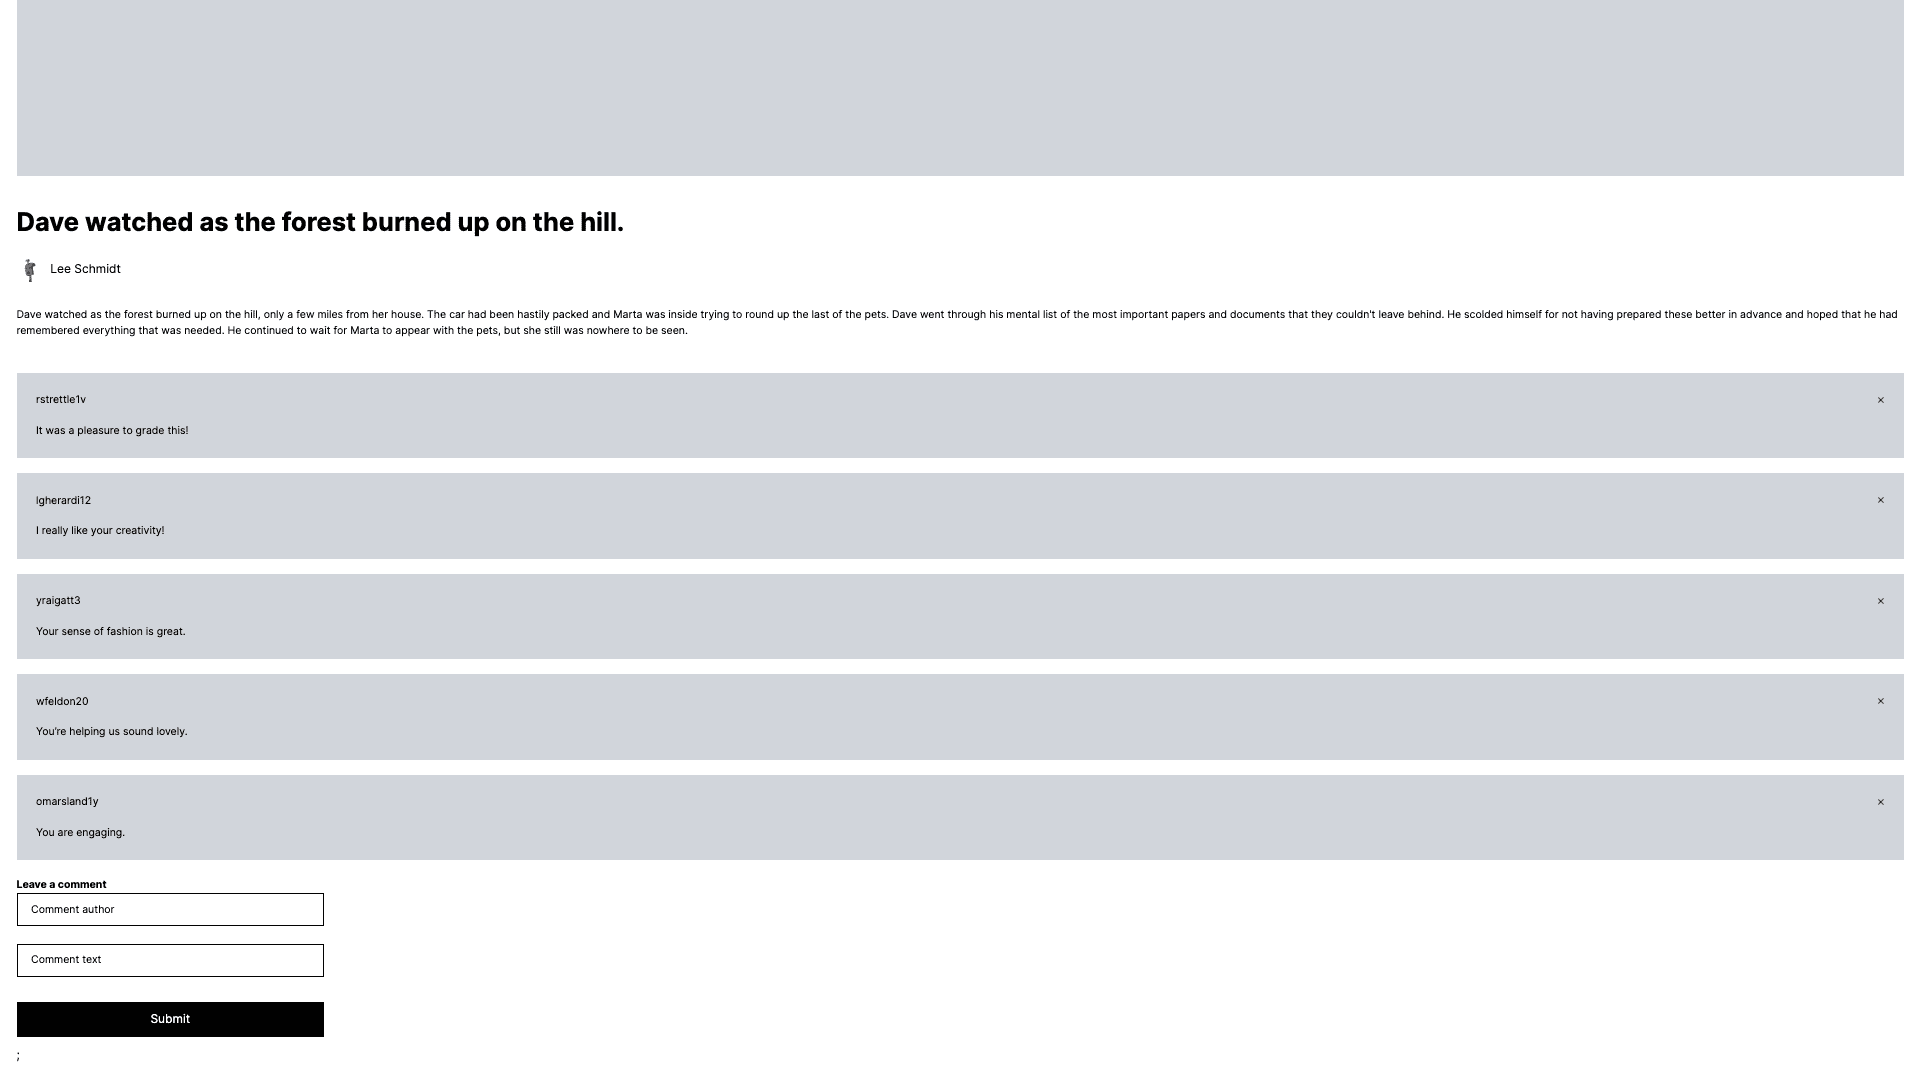 Dave watched as the forest burned up on the hill.
Lee Schmidt
Dave watched as the forest burned up on the hill, only a few miles from her house. The car had been hastily packed and Marta was inside trying to round up the last of the pets. Dave went through his mental list of the most important papers and documents that they couldn't leave behind. He scolded himself for not having prepared these better in advance and hoped that he had
remembered everything that was needed. He continued to wait for Marta to appear with the pets, but she still was nowhere to be seen.
rstrettle1v ×
It was a pleasure to grade this!
lgherardi12 ×
I really like your creativity!
yraigatt3 ×
Your sense of fashion is great.
wfeldon20 ×
You're helping us sound lovely.
omarsland1y ×
You are engaging.
Leave a comment
Comment author
Comment text
Submit
;